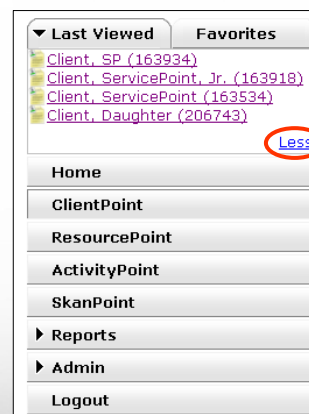 Last Viewed Favorites
Client, SP (163934)
Client, ServicePoint, Jr. (163918)
Client, ServicePoint (163534)
Client, Daughter (206743)
Less
Home
ClientPoint
ResourcePoint
ActivityPoint
SkanPoint
Reports
Admin
Logout